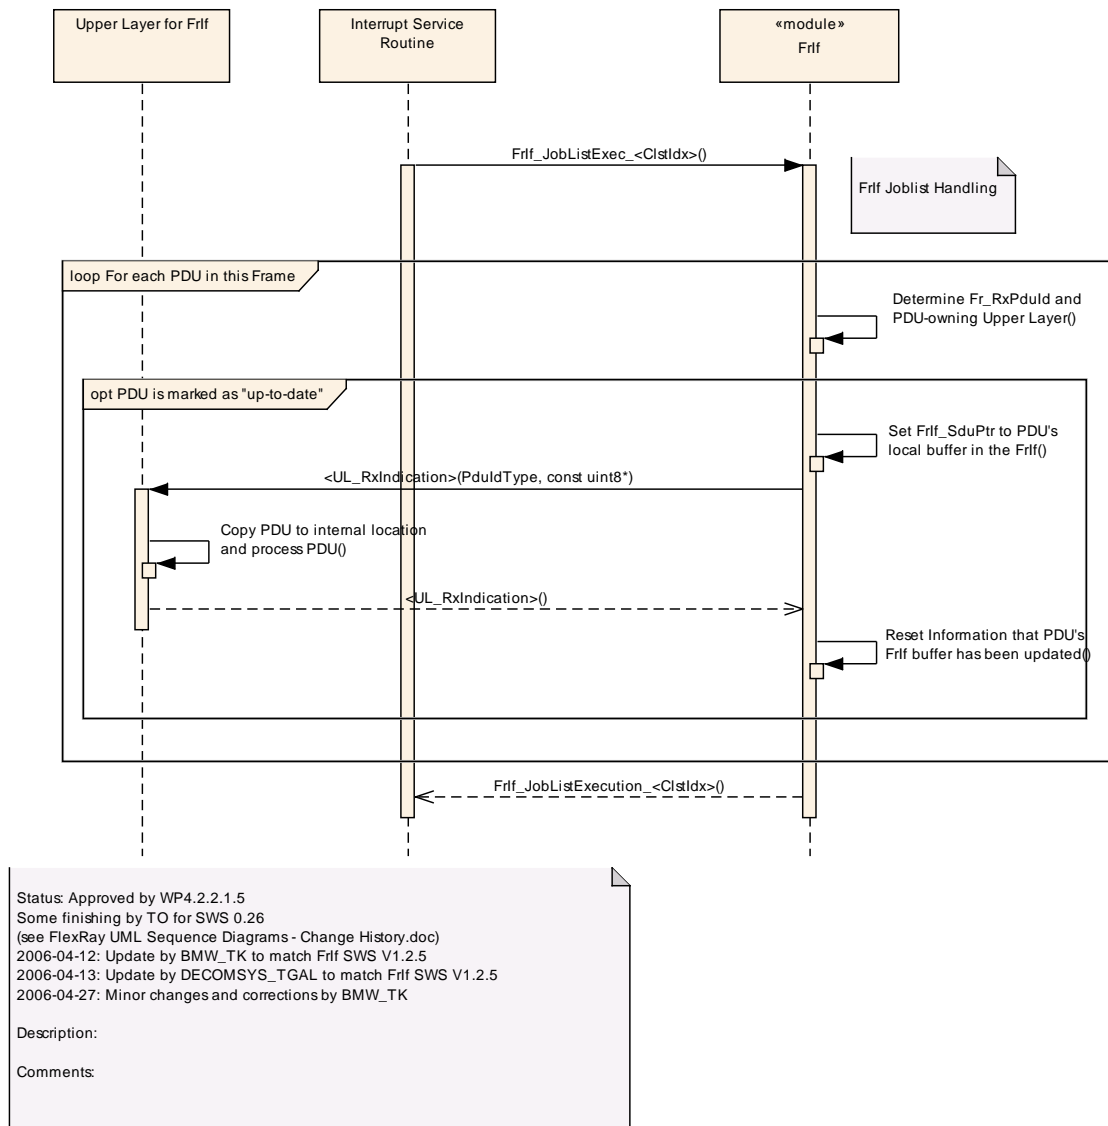 Upper Layer for FrIf
Interrupt Service
Routine
«module»
FrIf
FrIf_JobListExec_<ClstIdx>()
FrIf Joblist Handling
loop For each PDU in this Frame
Determine Fr_RxPduId and
PDU-owning Upper Layer()
opt PDU is marked as "up-to-date"
Set FrIf_SduPtr to PDU's
local buffer in the FrIf()
<UL_RxIndication>(PduIdType, const uint8*)
Copy PDU to internal location
and process PDU()
<UL_RxIndication>()
Reset Information that PDU's
FrIf buffer has been updated()
FrIf_JobListExecution_<ClstIdx>()
Status: Approved by WP4.2.2.1.5
Some finishing by TO for SWS 0.26
(see FlexRay UML Sequence Diagrams - Change History.doc)
2006-04-12: Update by BMW_TK to match FrIf SWS V1.2.5
2006-04-13: Update by DECOMSYS_TGAL to match FrIf SWS V1.2.5
2006-04-27: Minor changes and corrections by BMW_TK
Description:
Comments: